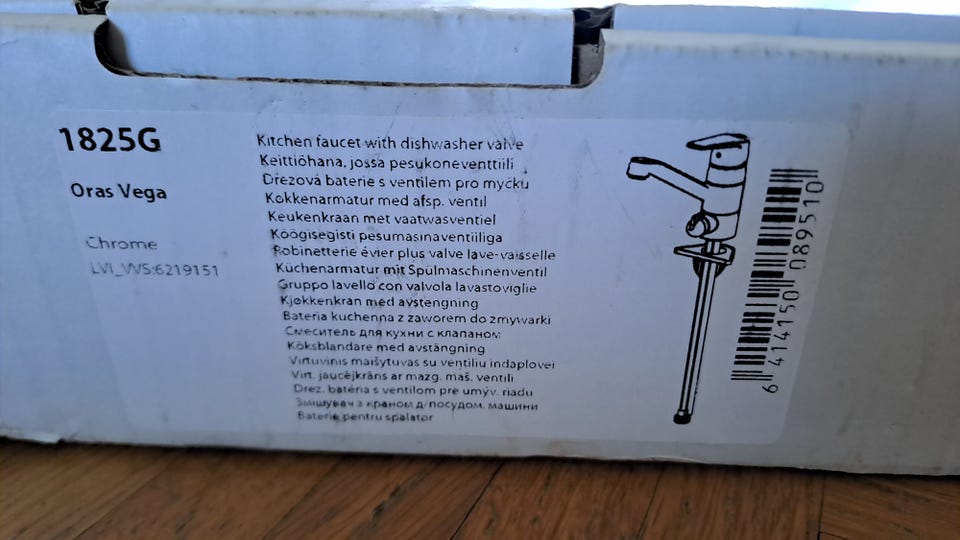 1825G
Oras Vega
Chrome
LVI_VVS:6219151
Kitchen faucet with dishwasher valve
Keittiöhana, jossa pesukoneventtiili
Dřezová baterie s ventilem pro myčku
Køkkenarmatur med afsp. ventil
Keukenkraan met vaatwasventiel
Köögisegisti pesumasinaventiiliga
Robinetterie évier plus valve lave-vaisselle
Küchenarmatur mit Spülmaschinenventil
Gruppo lavello con valvola lavastoviglie
Kjøkkenkran med avstengning
Bateria kuchenna z zaworem do zmywarki
Смеситель для кухни с клапаном
Köksblandare med avstängning
Virtuvinis maišytuvas su ventiliu indaplovei
Virt. jaucējkrāns ar mazg. maš. ventili
Drez. batéria s ventilom pre umýv. riadu
Змішувач з краном д/посудом. машини
Baterie pentru spalator
6 414150 089510